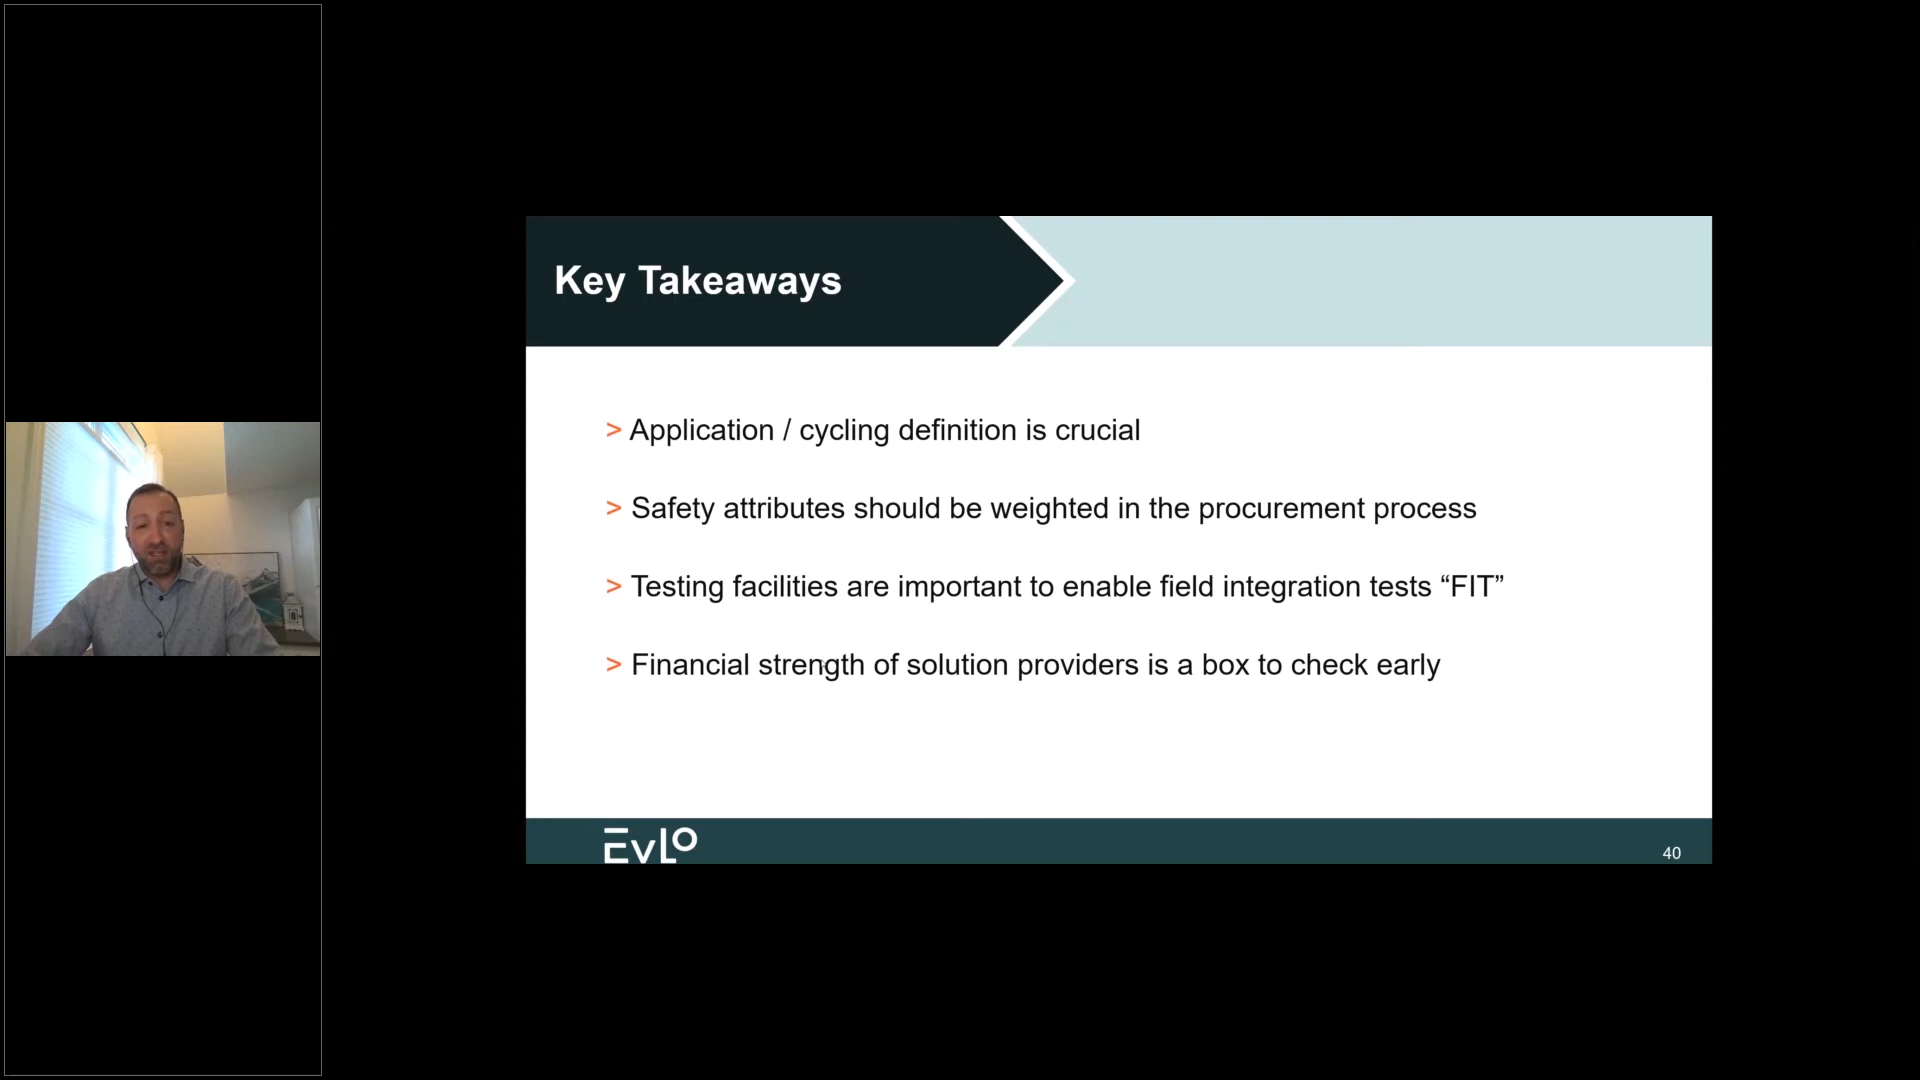 Key Takeaways
> Application / cycling definition is crucial
> Safety attributes should be weighted in the procurement process
> Testing facilities are important to enable field integration tests “FIT”
> Financial strength of solution providers is a box to check early
EVLO
40